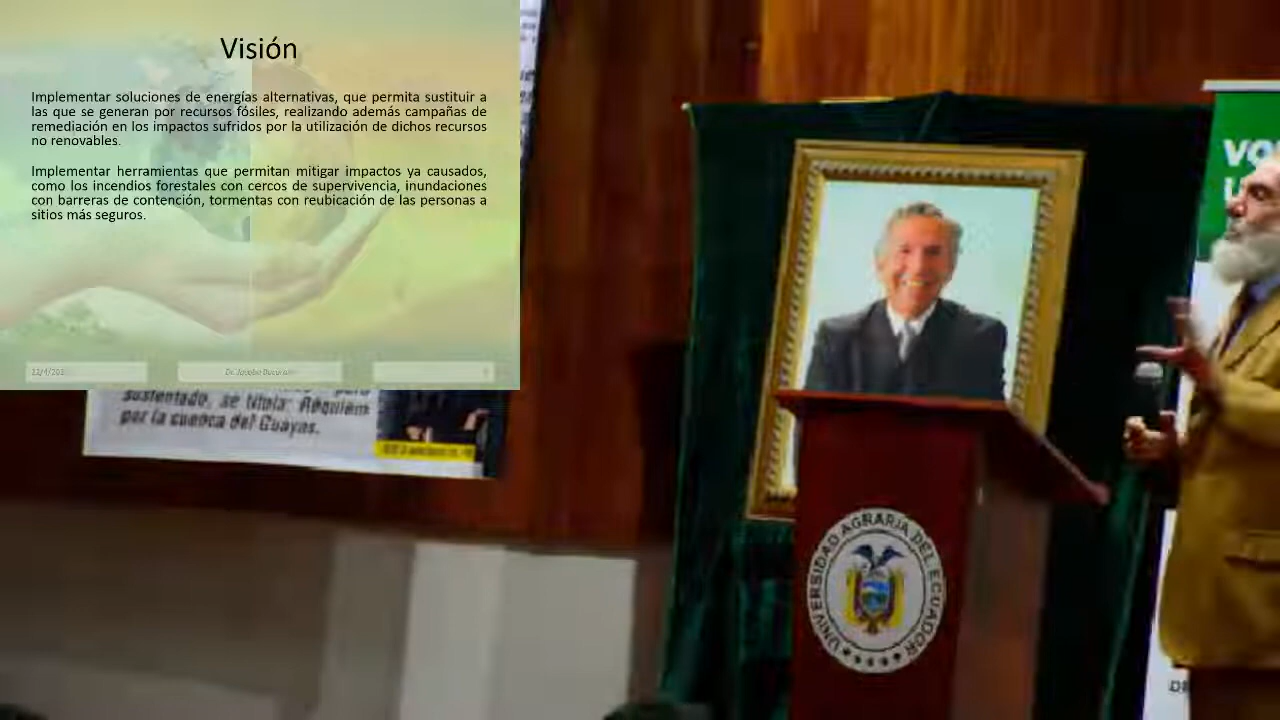 Visión
Implementar soluciones de energías alternativas, que permita sustituir a
las que se generan por recursos fósiles, realizando además campañas de
remediación en los impactos sufridos por la utilización de dichos recursos
no renovables.
Implementar herramientas que permitan mitigar impactos ya causados,
como los incendios forestales con cercos de supervivencia, inundaciones
con barreras de contención, tormentas con reubicación de las personas a
sitios más seguros.
sustentado, se titula: Réquiem
por la cuenca del Guayas.
UNIVERSIDAD AGRARIA DEL ECUADOR